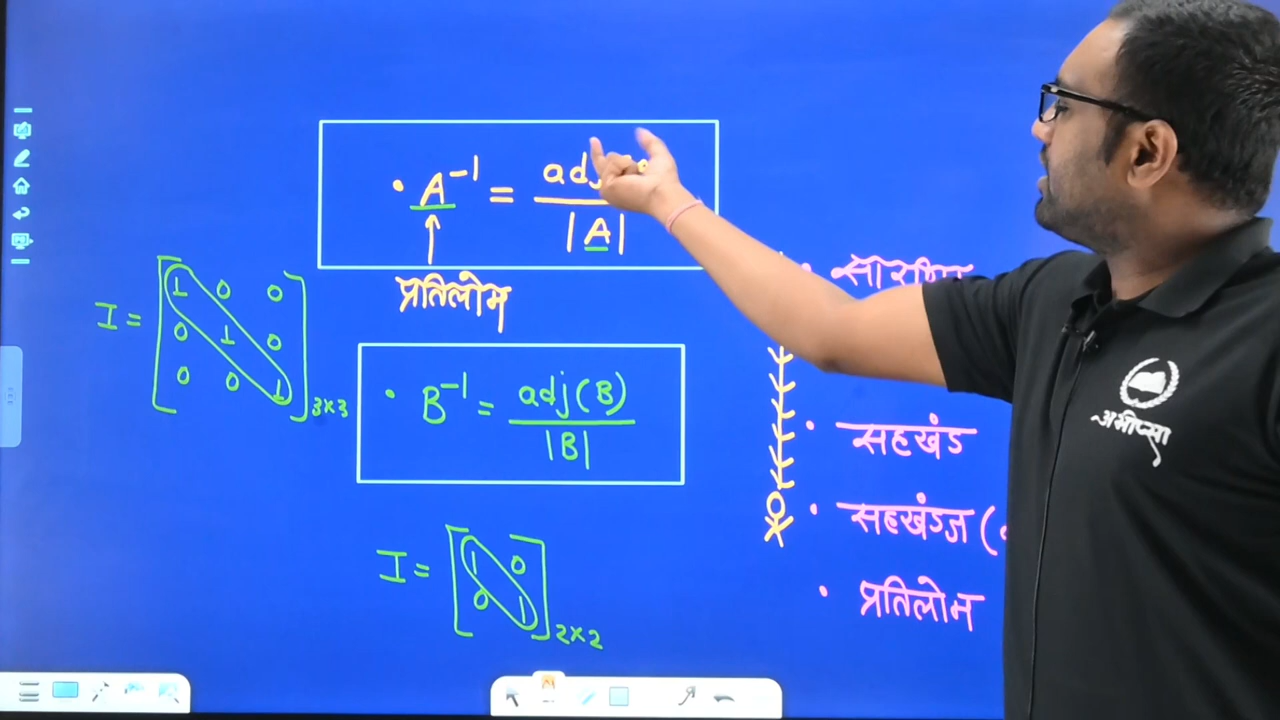 • A⁻¹ = adj
|A|
प्रतिलोम
I = [1 0 0
0 1 0
0 0 1]3×3
• B⁻¹ = adj(B)
|B|
I = [1 0
0 1]2×2
• सहखंड
• सहखंडज (
• प्रतिलोम
अभीप्सा